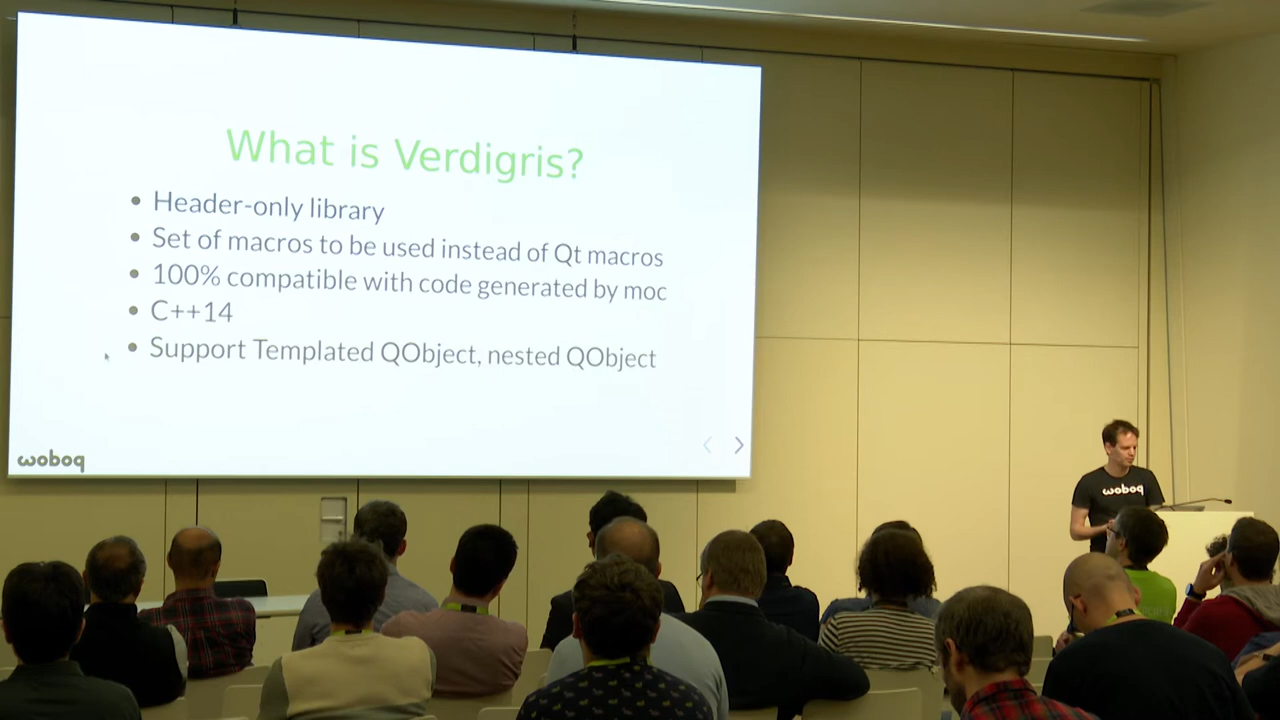 What is Verdigris?
Header-only library
Set of macros to be used instead of Qt macros
100% compatible with code generated by moc
C++14
Support Templated QObject, nested QObject
woboq
woboq